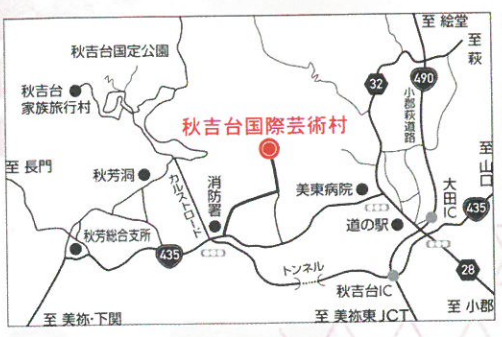 至 絵堂
至 萩
秋吉台国定公園
32
490
小郡萩道路
秋吉台
家族旅行村
秋吉台国際芸術村
至 山口
至 長門
秋芳洞
カルストロード
消防署
美東病院
大田IC
435
秋芳総合支所
道の駅
435
トンネル
28
秋吉台IC
至 小郡
至 美祢・下関
至 美祢東JCT